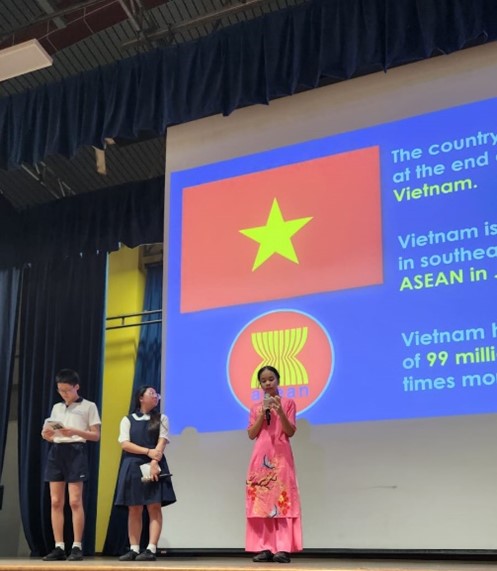 The country
at the end
Vietnam.
Vietnam is
in southea
ASEAN in
Vietnam h
of 99 milli
times mo
asean